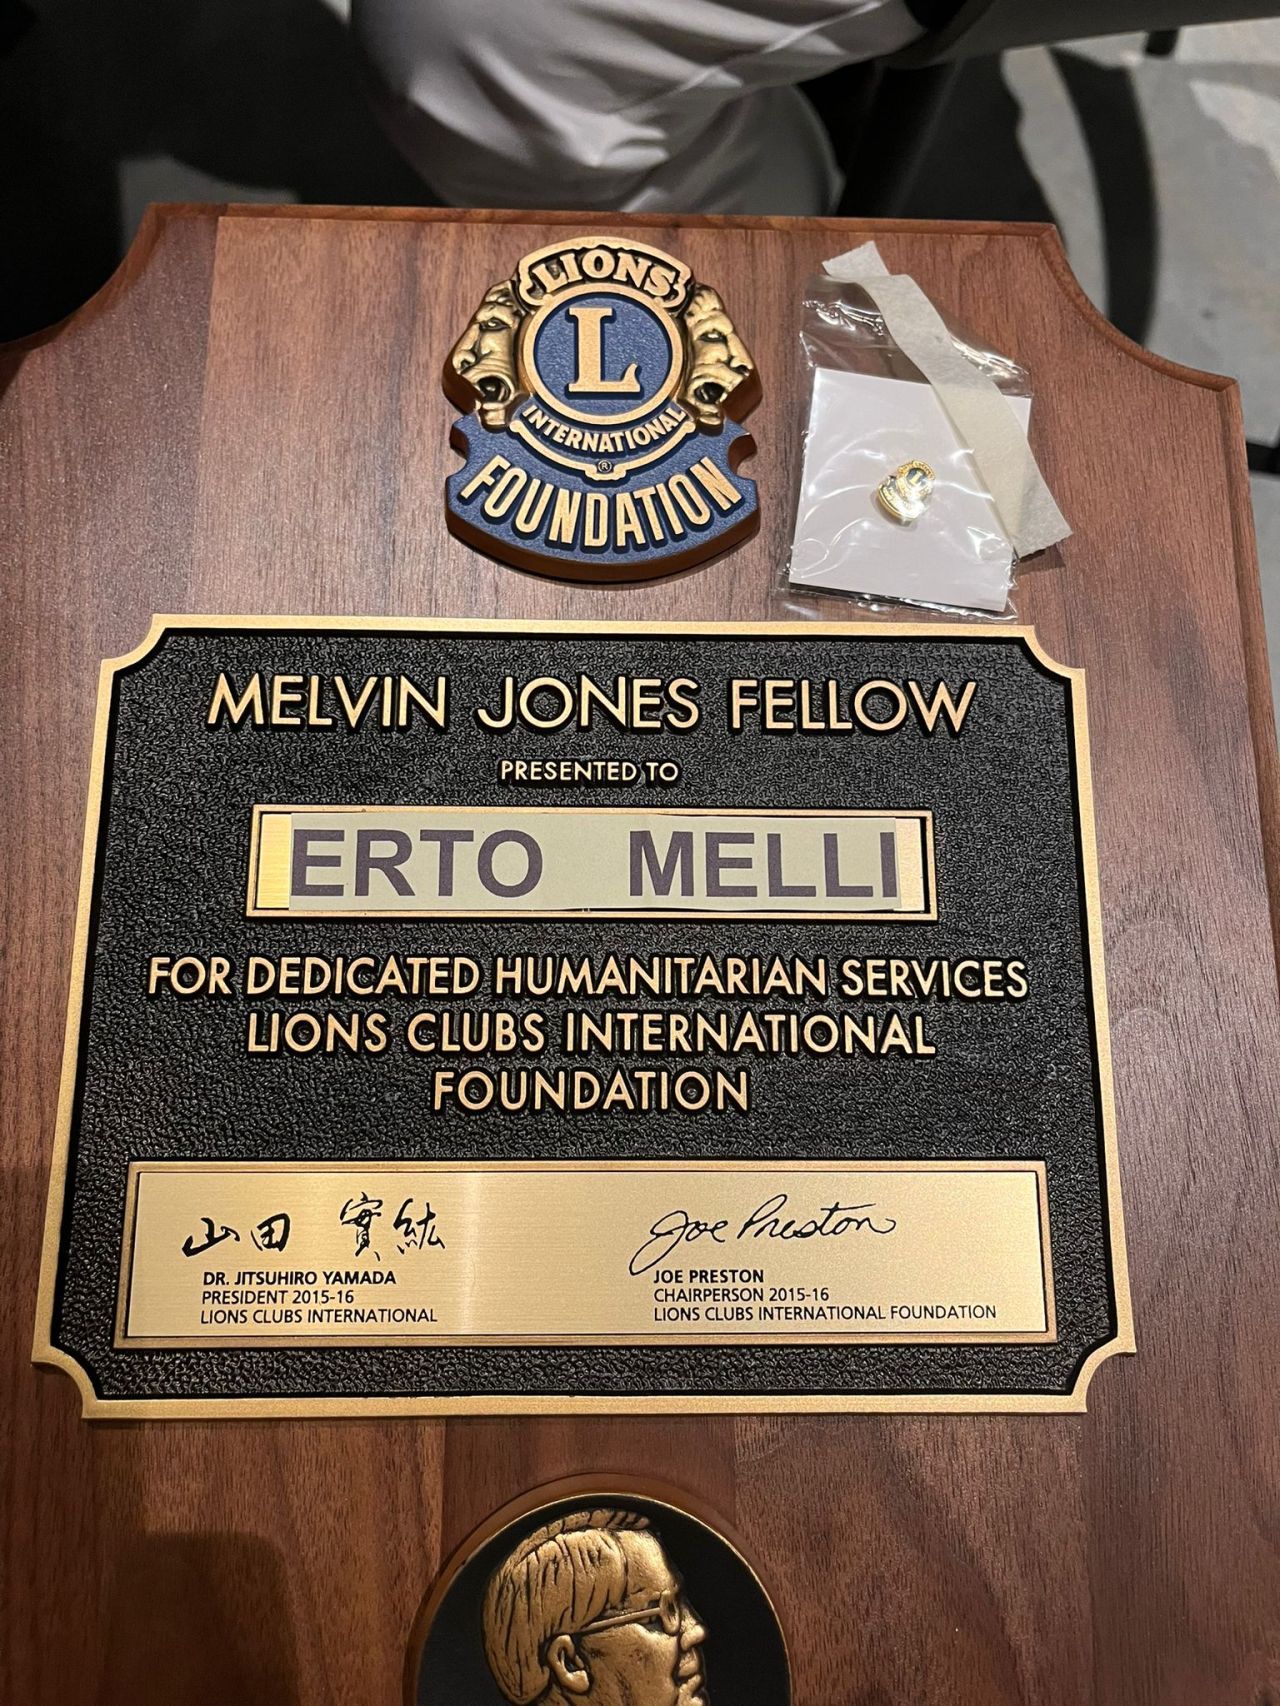 LIONS
L
INTERNATIONAL
®
FOUNDATION
L
MELVIN JONES FELLOW
PRESENTED TO
ERTO MELLI
FOR DEDICATED HUMANITARIAN SERVICES
LIONS CLUBS INTERNATIONAL
FOUNDATION
山田 實紘
Joe Preston
DR. JITSUHIRO YAMADA
PRESIDENT 2015-16
LIONS CLUBS INTERNATIONAL
JOE PRESTON
CHAIRPERSON 2015-16
LIONS CLUBS INTERNATIONAL FOUNDATION